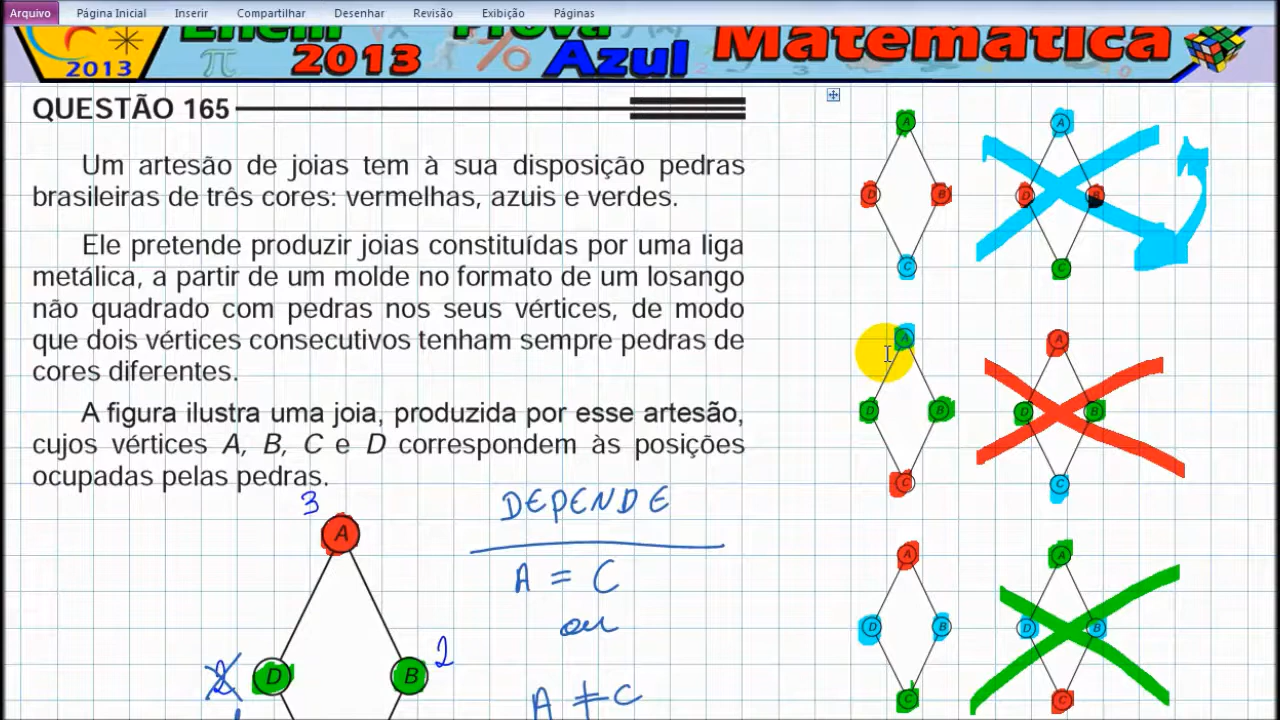 Arquivo Página Inicial Inserir Compartilhar Desenhar Revisão Exibição Páginas
Enem Prova Matemática
2013 π 2013 % Azul
QUESTÃO 165
Um artesão de joias tem à sua disposição pedras
brasileiras de três cores: vermelhas, azuis e verdes.
Ele pretende produzir joias constituídas por uma liga
metálica, a partir de um molde no formato de um losango
não quadrado com pedras nos seus vértices, de modo
que dois vértices consecutivos tenham sempre pedras de
cores diferentes.
A figura ilustra uma joia, produzida por esse artesão,
cujos vértices A, B, C e D correspondem às posições
ocupadas pelas pedras.
3
A
D
B
2
2
DEPENDE
A = C
ou
A ≠ C
A
D B
C
A
D B
C
A
D B
C
A
D B
C
A
D B
C
A
D B
C